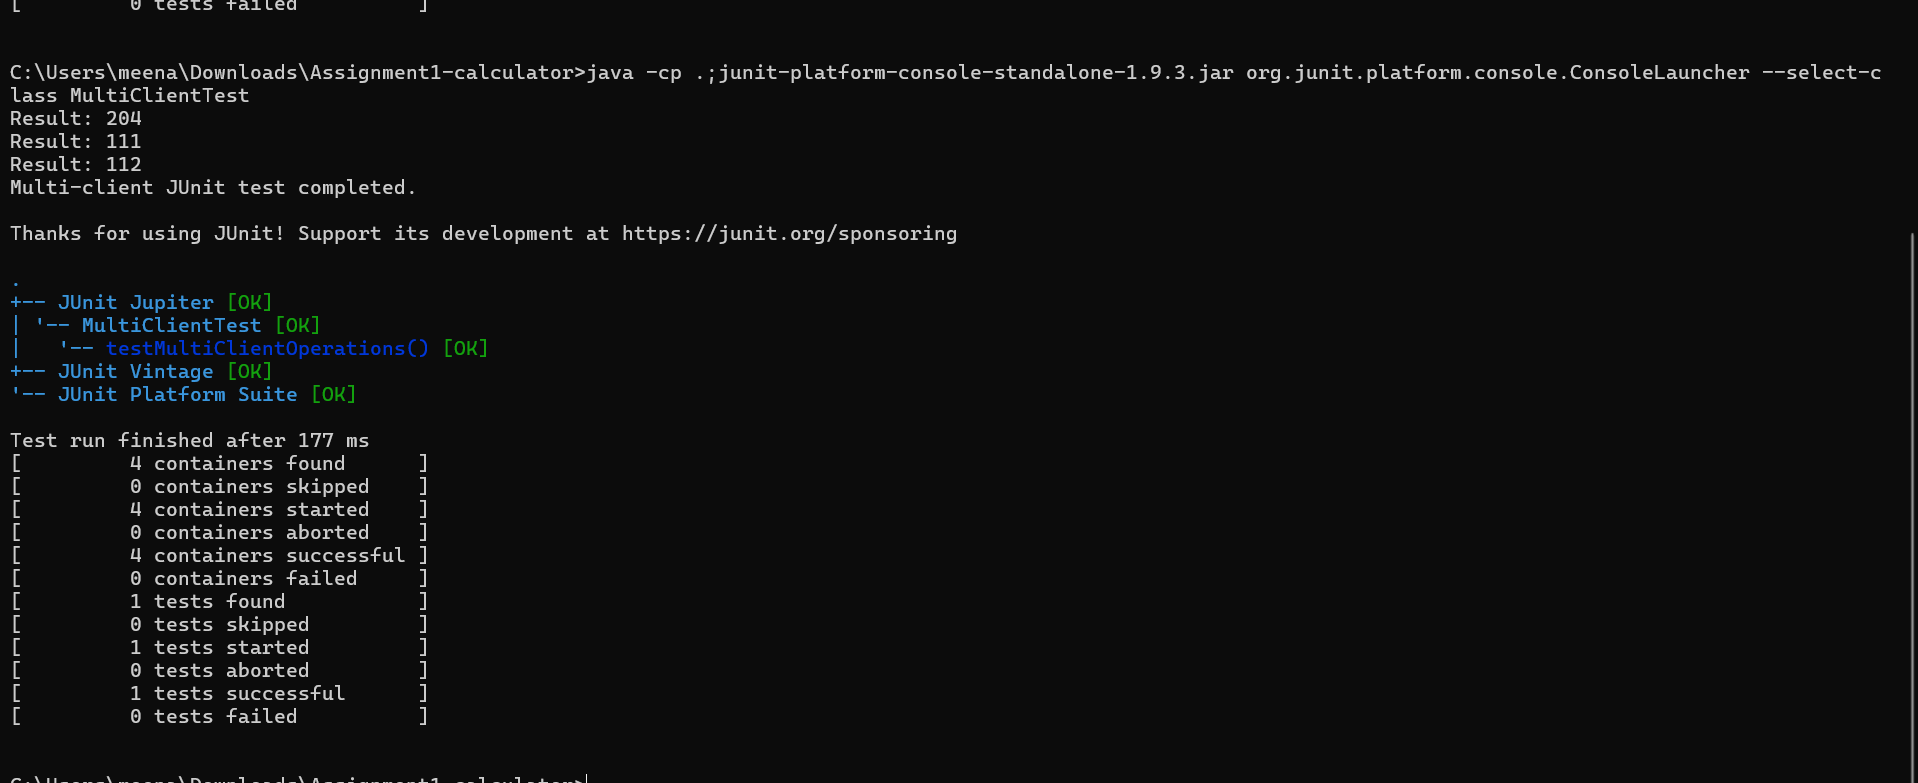 [         0 tests failed          ]
C:\Users\meena\Downloads\Assignment1-calculator>java -cp .;junit-platform-console-standalone-1.9.3.jar org.junit.platform.console.ConsoleLauncher --select-c
lass MultiClientTest
Result: 204
Result: 111
Result: 112
Multi-client JUnit test completed.
Thanks for using JUnit! Support its development at https://junit.org/sponsoring
.
+-- JUnit Jupiter [OK]
| '-- MultiClientTest [OK]
|   '-- testMultiClientOperations() [OK]
+-- JUnit Vintage [OK]
'-- JUnit Platform Suite [OK]
Test run finished after 177 ms
[         4 containers found      ]
[         0 containers skipped    ]
[         4 containers started    ]
[         0 containers aborted    ]
[         4 containers successful ]
[         0 containers failed     ]
[         1 tests found           ]
[         0 tests skipped         ]
[         1 tests started         ]
[         0 tests aborted         ]
[         1 tests successful      ]
[         0 tests failed          ]
C:\Users\meena\Downloads\Assignment1-calculator>